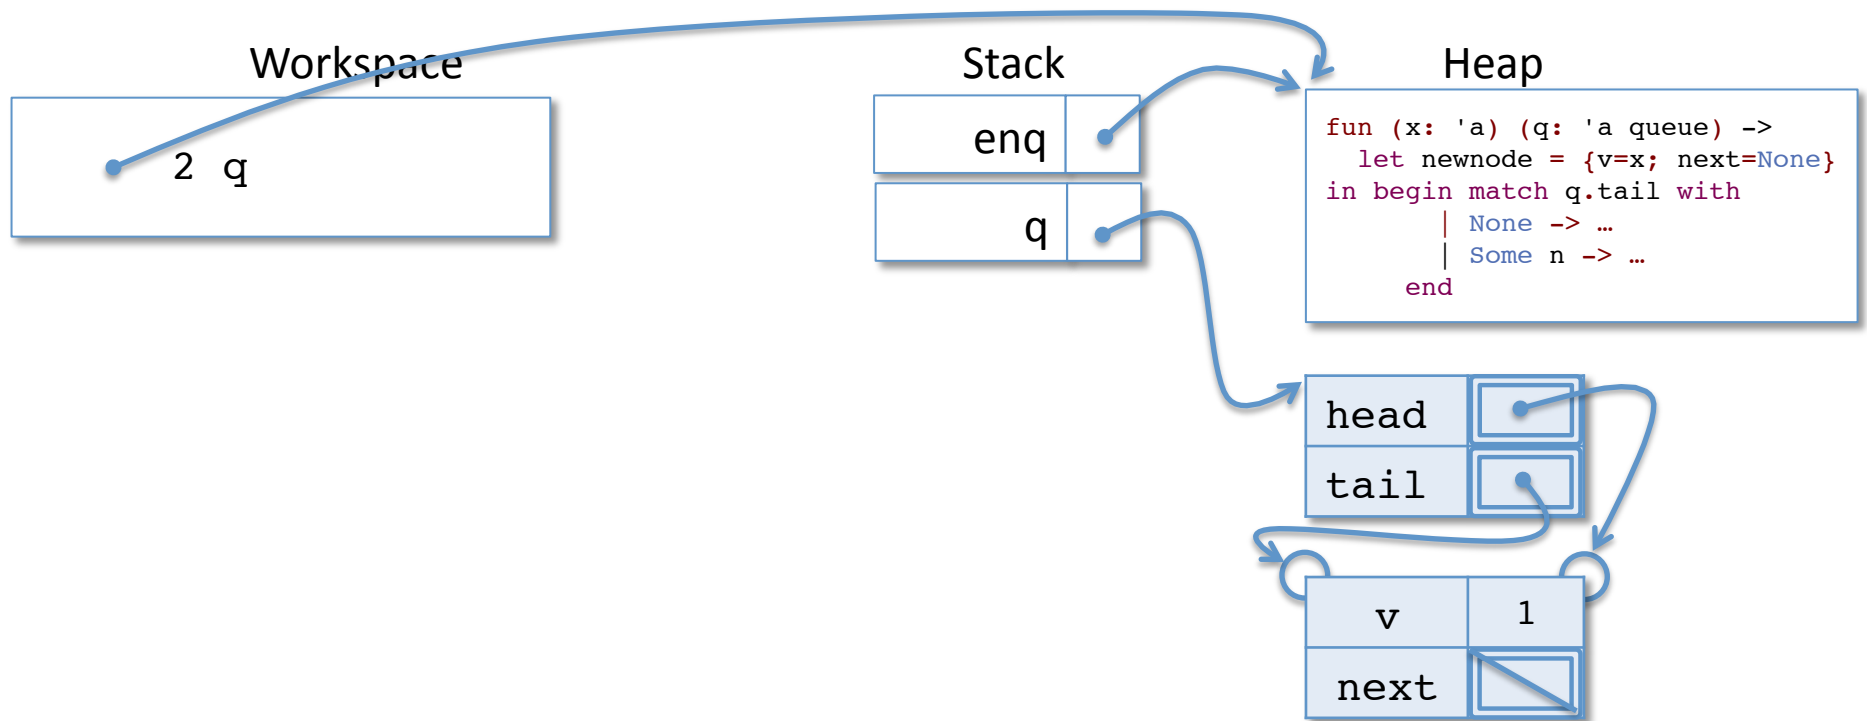 Workspace
Stack
Heap
2 q
enq
q
fun (x: 'a) (q: 'a queue) ->
let newnode = {v=x; next=None}
in begin match q.tail with
| None -> …
| Some n -> …
end
head
tail
v 1
next